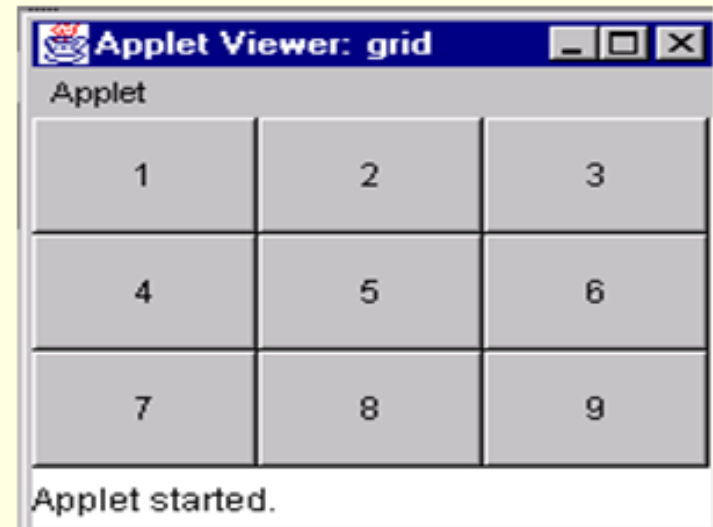 Applet Viewer: grid
Applet
1 2 3
4 5 6
7 8 9
Applet started.